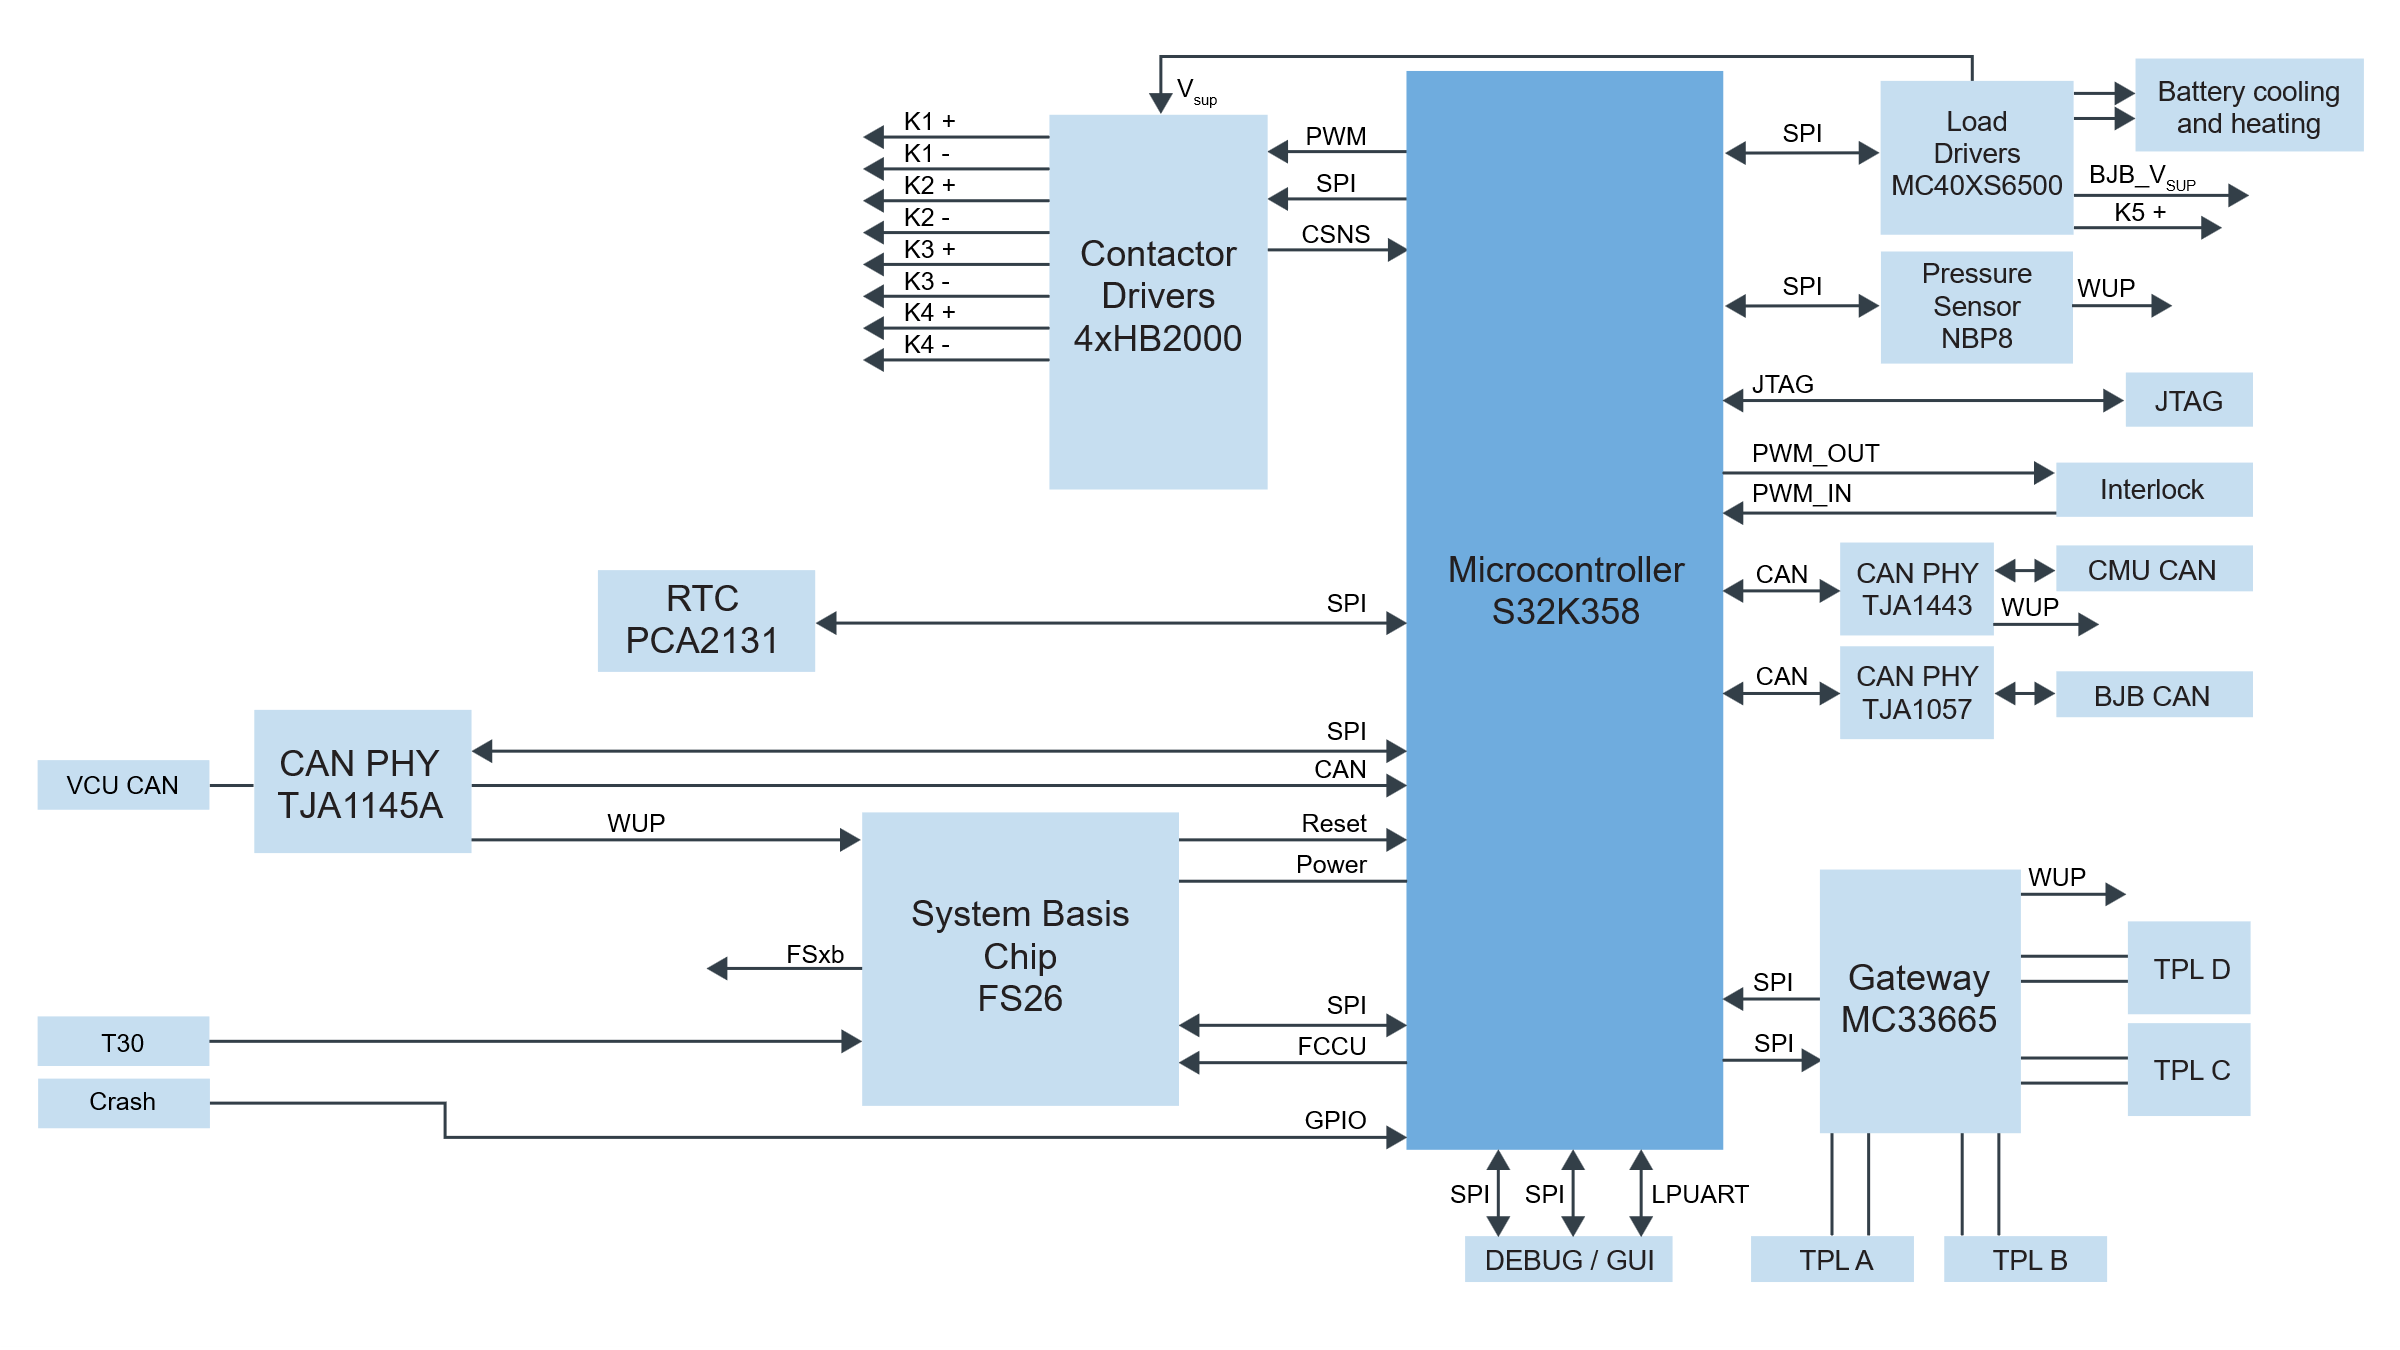 Vsup
K1 +
K1 -
K2 +
K2 -
K3 +
K3 -
K4 +
K4 -
Contactor
Drivers
4xHB2000
PWM
SPI
CSNS
RTC
PCA2131
SPI
VCU CAN
CAN PHY
TJA1145A
SPI
CAN
WUP
System Basis
Chip
FS26
Reset
Power
FSxb
SPI
FCCU
T30
Crash
GPIO
Microcontroller
S32K358
SPI
Load
Drivers
MC40XS6500
Battery cooling
and heating
BJB_VSUP
K5 +
SPI
Pressure
Sensor
NBP8
WUP
JTAG
JTAG
PWM_OUT
PWM_IN
Interlock
CAN
CAN PHY
TJA1443
CMU CAN
WUP
CAN
CAN PHY
TJA1057
BJB CAN
Gateway
MC33665
WUP
SPI
SPI
TPL D
TPL C
SPI
SPI
LPUART
DEBUG / GUI
TPL A
TPL B